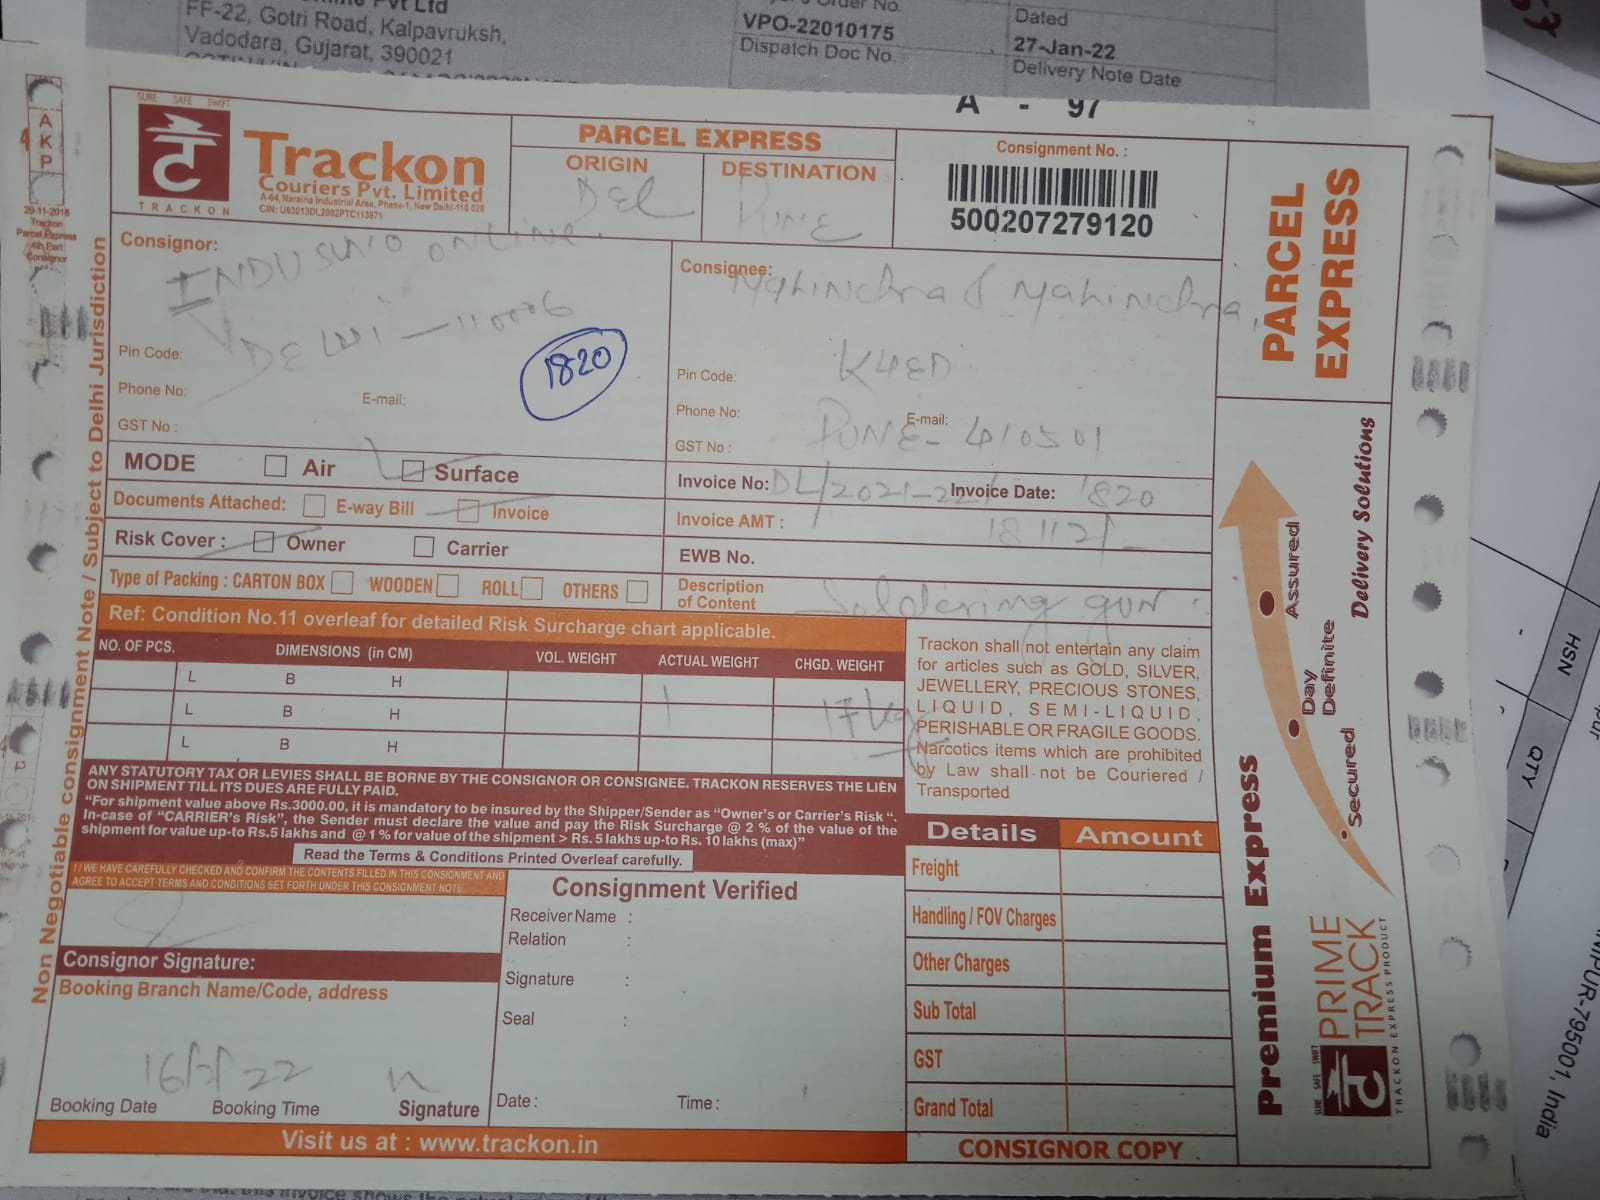 Pvt Ltd
FF-22, Gotri Road, Kalpavruksh,
Vadodara, Gujarat, 390021
Order No.
VPO-22010175
Dispatch Doc No.
Dated
27-Jan-22
Delivery Note Date
A - 97
AKP
20-11-2018
Trackon
Parcel Express
4th Part
Consignor
SURE SAFE SWIFT
TRACKON
Trackon
Couriers Pvt. Limited
A-64, Naraina Industrial Area, Phase-1, New Delhi-110 028
CIN: U63013DL2002PTC113971
PARCEL EXPRESS
ORIGIN
DEL
DESTINATION
PUNE
Consignment No. :
500207279120
PARCEL EXPRESS
Consignor:
ONLINE
DELHI-110006
1820
Pin Code:
Phone No:
E-mail:
GST No :
Consignee:
Mahindra & Mahindra,
Pin Code:
Phone No:
E-mail:
PUNE- 410501
GST No :
MODE Air Surface
Documents Attached: E-way Bill Invoice
Risk Cover : Owner Carrier
Type of Packing : CARTON BOX WOODEN ROLL OTHERS
Invoice No: DL/2021-22/ Invoice Date: 1820
Invoice AMT : 18112/-
EWB No.
Description of Content
Soldering gun
Ref: Condition No.11 overleaf for detailed Risk Surcharge chart applicable.
NO. OF PCS. DIMENSIONS (in CM) VOL. WEIGHT ACTUAL WEIGHT CHGD. WEIGHT
L B H
L B H
17 kg
L B H
Trackon shall not entertain any claim
for articles such as GOLD, SILVER,
JEWELLERY, PRECIOUS STONES,
LIQUID, SEMI-LIQUID,
PERISHABLE OR FRAGILE GOODS.
Narcotics items which are prohibited
by Law shall not be Couriered /
Transported
ANY STATUTORY TAX OR LEVIES SHALL BE BORNE BY THE CONSIGNOR OR CONSIGNEE. TRACKON RESERVES THE LIEN
ON SHIPMENT TILL ITS DUES ARE FULLY PAID.
"For shipment value above Rs.3000.00, it is mandatory to be insured by the Shipper/Sender as "Owner's or Carrier's Risk ".
In-case of "CARRIER's Risk", the Sender must declare the value and pay the Risk Surcharge @ 2 % of the value of the
shipment for value up-to Rs.5 lakhs and @ 1 % for value of the shipment > Rs. 5 lakhs up-to Rs. 10 lakhs (max)"
Read the Terms & Conditions Printed Overleaf carefully.
I / WE HAVE CAREFULLY CHECKED AND CONFIRM THE CONTENTS FILLED IN THIS CONSIGNMENT AND
AGREE TO ACCEPT TERMS AND CONDITIONS SET FORTH UNDER THIS CONSIGNMENT NOTE
Consignor Signature:
Booking Branch Name/Code, address
Booking Date
Booking Time
Signature
Consignment Verified
Receiver Name :
Relation :
Signature :
Seal :
Date :
Time :
Details Amount
Freight
Handling / FOV Charges
Other Charges
Sub Total
GST
Grand Total
Visit us at : www.trackon.in
CONSIGNOR COPY
Non Negotiable consignment Note / Subject to Delhi Jurisdiction
Premium Express
Secured
Day Definite
Assured
Delivery Solutions
SURE SAFE SWIFT
PRIME TRACK
TRACKON EXPRESS PRODUCT
HSN
QTY
NIPUR-795001, India